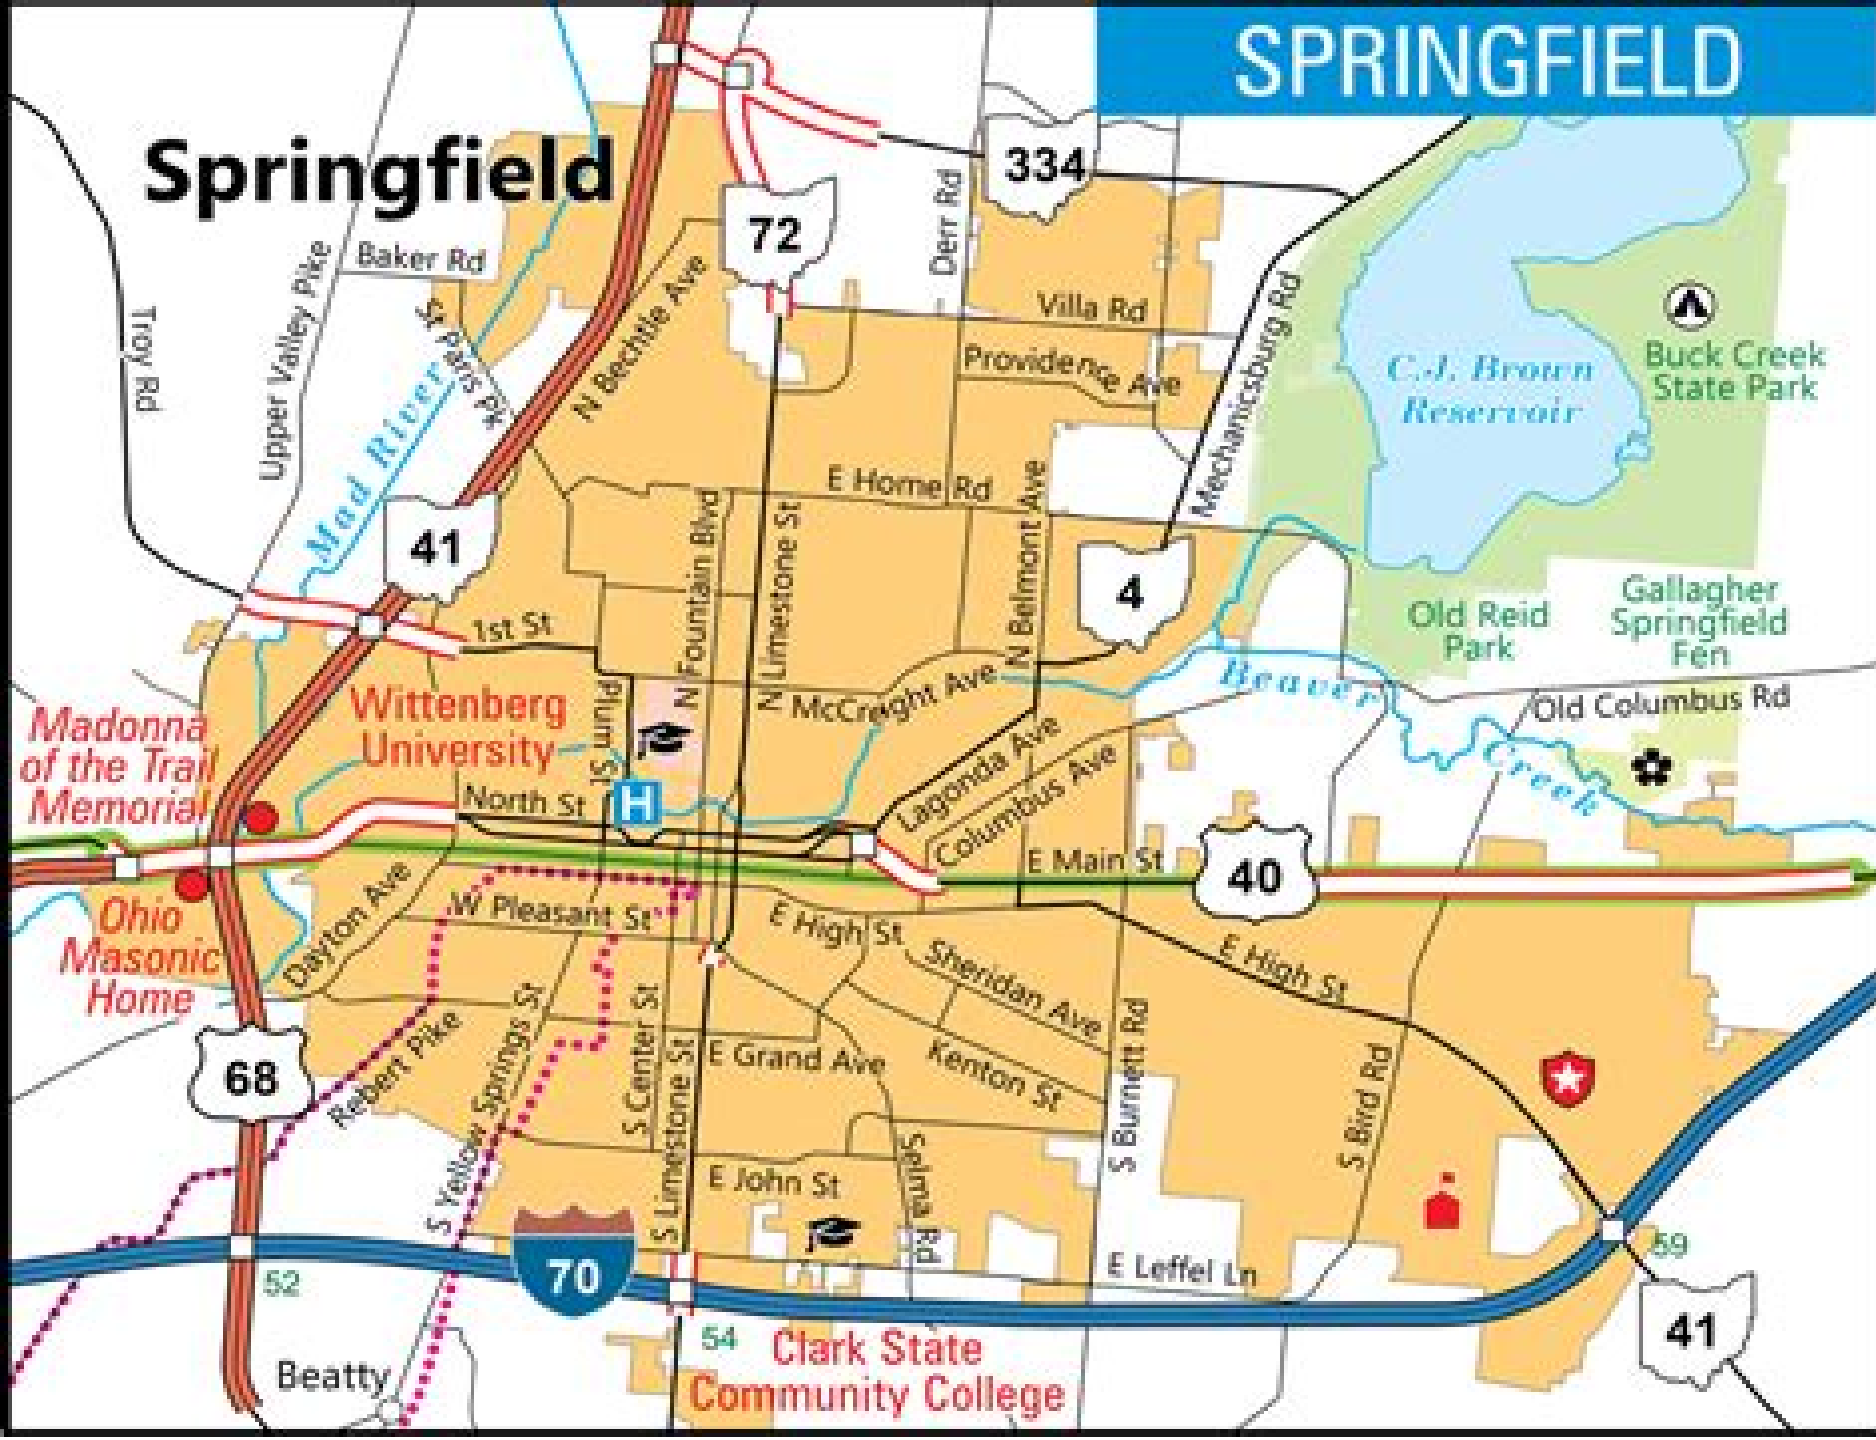 SPRINGFIELD
Springfield
334
72
Derr Rd
Baker Rd
Upper Valley Pike
Troy Rd
St Paris Rd
Mad River
N Bechtle Ave
Villa Rd
Providence Ave
Mechanicsburg Rd
C.J. Brown
Reservoir
Buck Creek
State Park
E Home Rd
41
N Fountain Blvd
N Limestone St
N Belmont Ave
4
1st St
Old Reid
Park
Gallagher
Springfield
Fen
McCreight Ave
Beaver
Creek
Old Columbus Rd
Madonna
of the Trail
Memorial
Wittenberg
University
Plum St
H
North St
Lagonda Ave
Columbus Ave
E Main St
40
Ohio
Masonic
Home
Dayton Ave
W Pleasant St
E High St
Sheridan Ave
E High St
68
Rebert Pike
S Yellow Springs St
S Center St
S Limestone St
E Grand Ave
Kenton St
S Burnett Rd
S Bird Rd
E John St
Selma Rd
E Leffel Ln
70
52
54
59
41
Beatty
Clark State
Community College